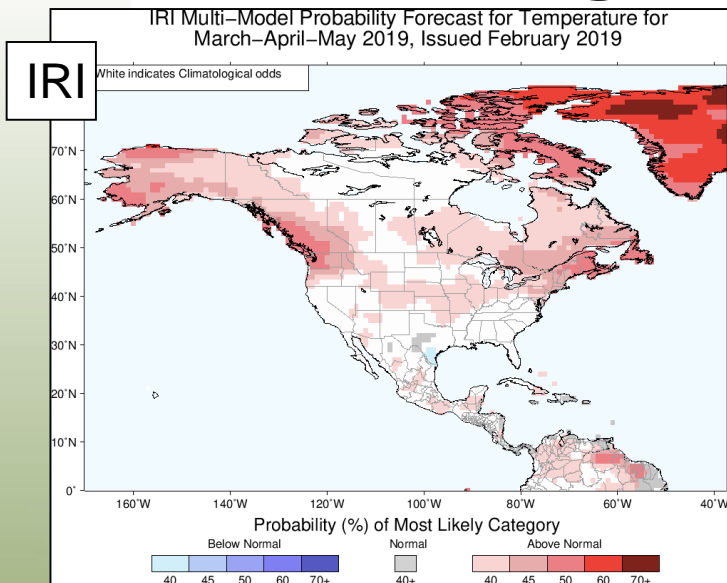 IRI Multi-Model Probability Forecast for Temperature for
March-April-May 2019, Issued February 2019
IRI
White indicates Climatological odds
70˚N
60˚N
50˚N
40˚N
30˚N
20˚N
10˚N
0˚
160˚W 140˚W 120˚W 100˚W 80˚W 60˚W 40˚W
Probability (%) of Most Likely Category
Below Normal Normal Above Normal
40 45 50 60 70+ 40+ 40 45 50 60 70+